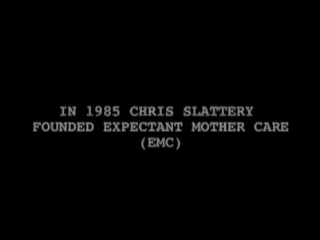 IN 1985 CHRIS SLATTERY
FOUNDED EXPECTANT MOTHER CARE
(EMC)